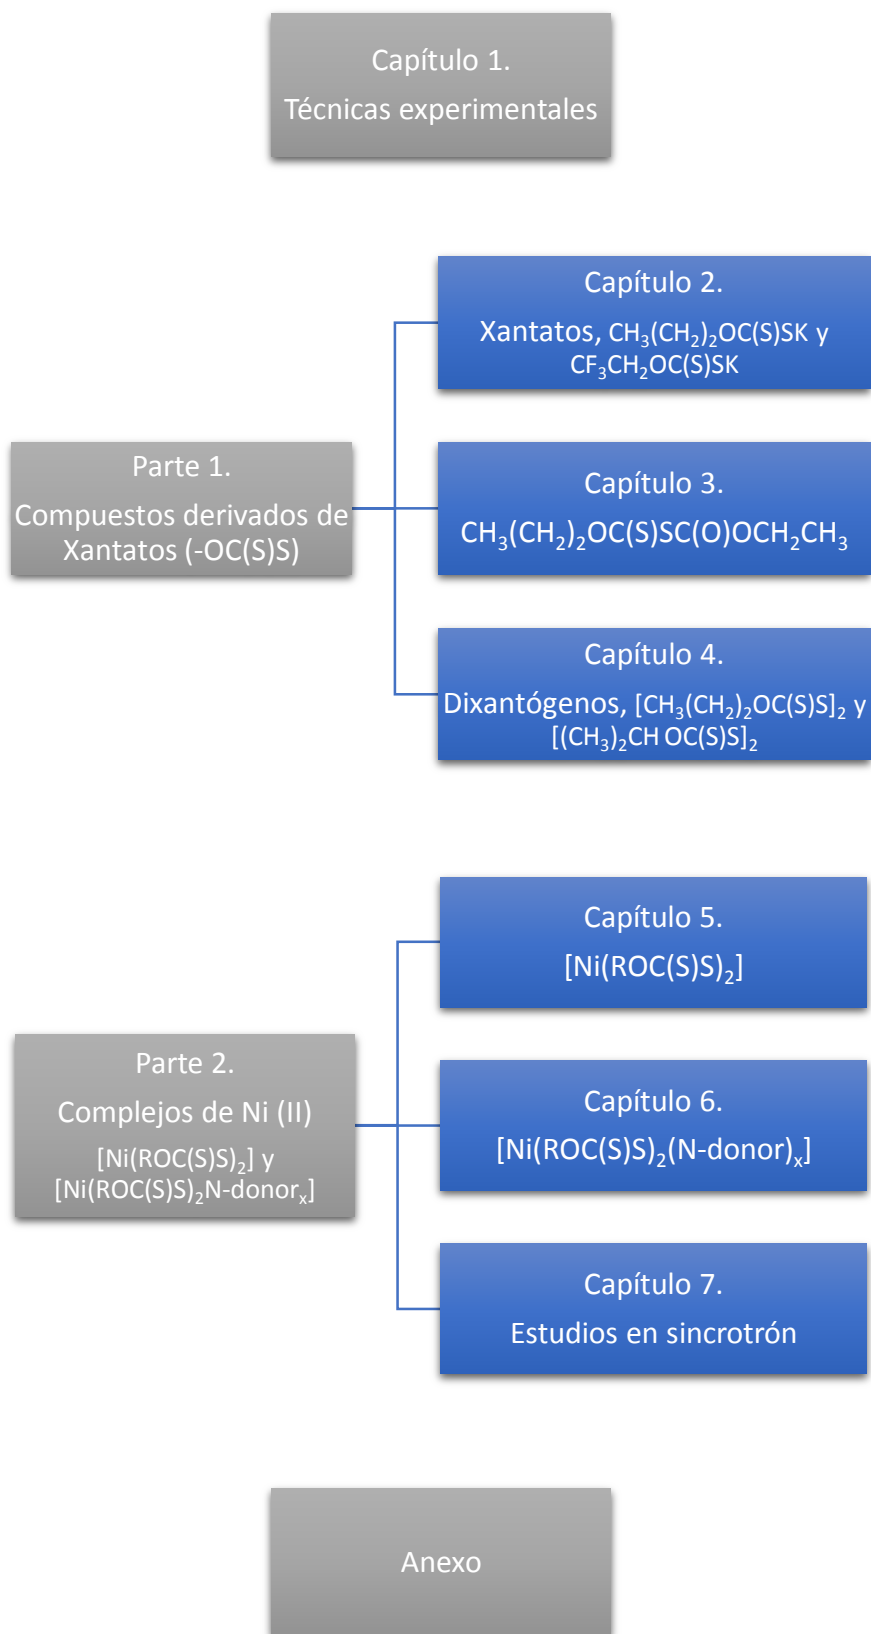 Capítulo 1.
Técnicas experimentales
Capítulo 2.
Xantatos, CH₃(CH₂)₂OC(S)SK y
CF₃CH₂OC(S)SK
Parte 1.
Compuestos derivados de
Xantatos (-OC(S)S)
Capítulo 3.
CH₃(CH₂)₂OC(S)SC(O)OCH₂CH₃
Capítulo 4.
Dixantógenos, [CH₃(CH₂)₂OC(S)S]₂ y
[(CH₃)₂CH OC(S)S]₂
Capítulo 5.
[Ni(ROC(S)S)₂]
Parte 2.
Complejos de Ni (II)
[Ni(ROC(S)S)₂] y
[Ni(ROC(S)S)₂N-donorₓ]
Capítulo 6.
[Ni(ROC(S)S)₂(N-donor)ₓ]
Capítulo 7.
Estudios en sincrotrón
Anexo